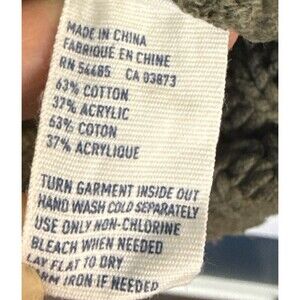 MADE IN CHINA
FABRIQUE EN CHINE
RN 54485 CA 03873
63% COTTON
37% ACRYLIC
63% COTON
37% ACRYLIQUE
TURN GARMENT INSIDE OUT
HAND WASH COLD SEPARATELY
USE ONLY NON-CHLORINE
BLEACH WHEN NEEDED
LAY FLAT TO DRY
IRON IF NEEDED